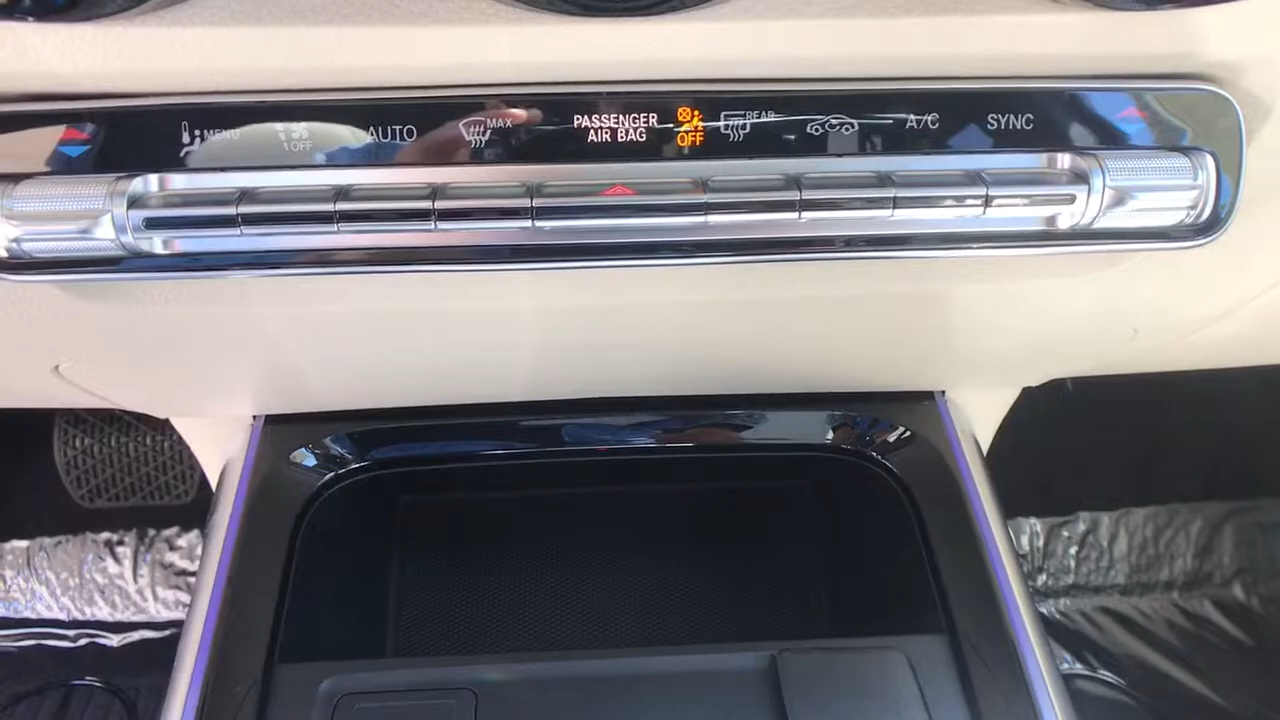 MENU
OFF
AUTO
MAX
PASSENGER
AIR BAG
OFF
REAR
A/C
SYNC